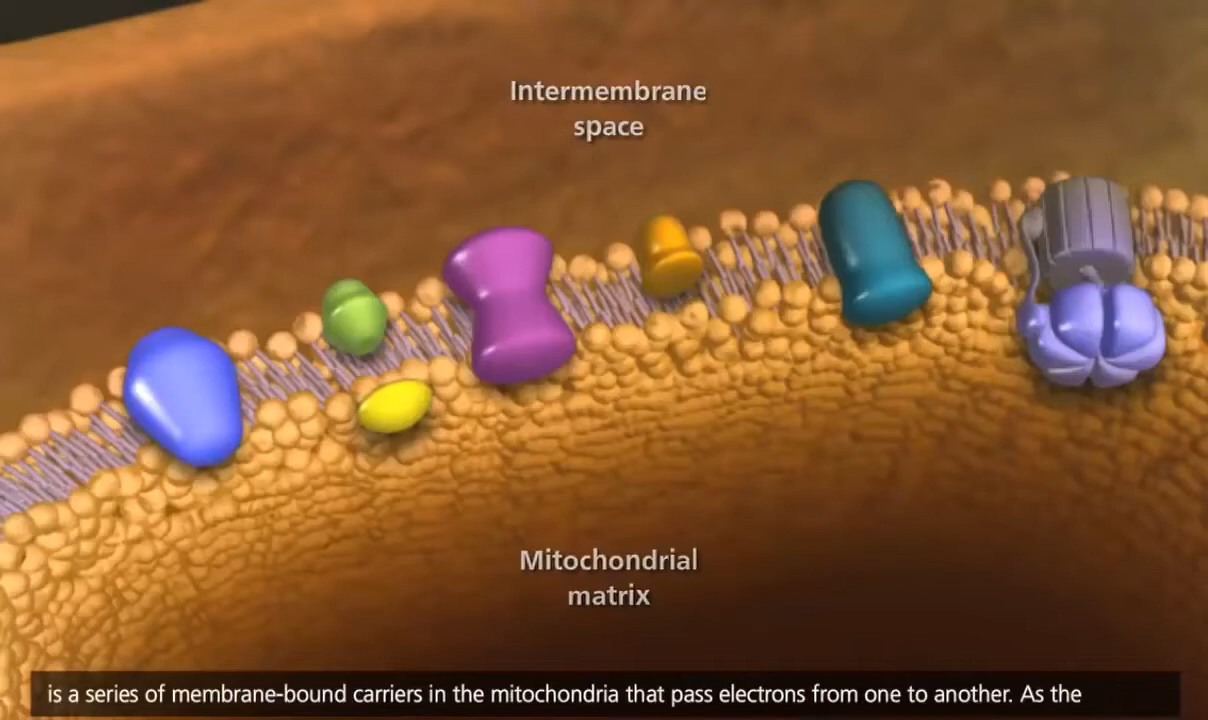 Intermembrane
space
Mitochondrial
matrix
is a series of membrane-bound carriers in the mitochondria that pass electrons from one to another. As the